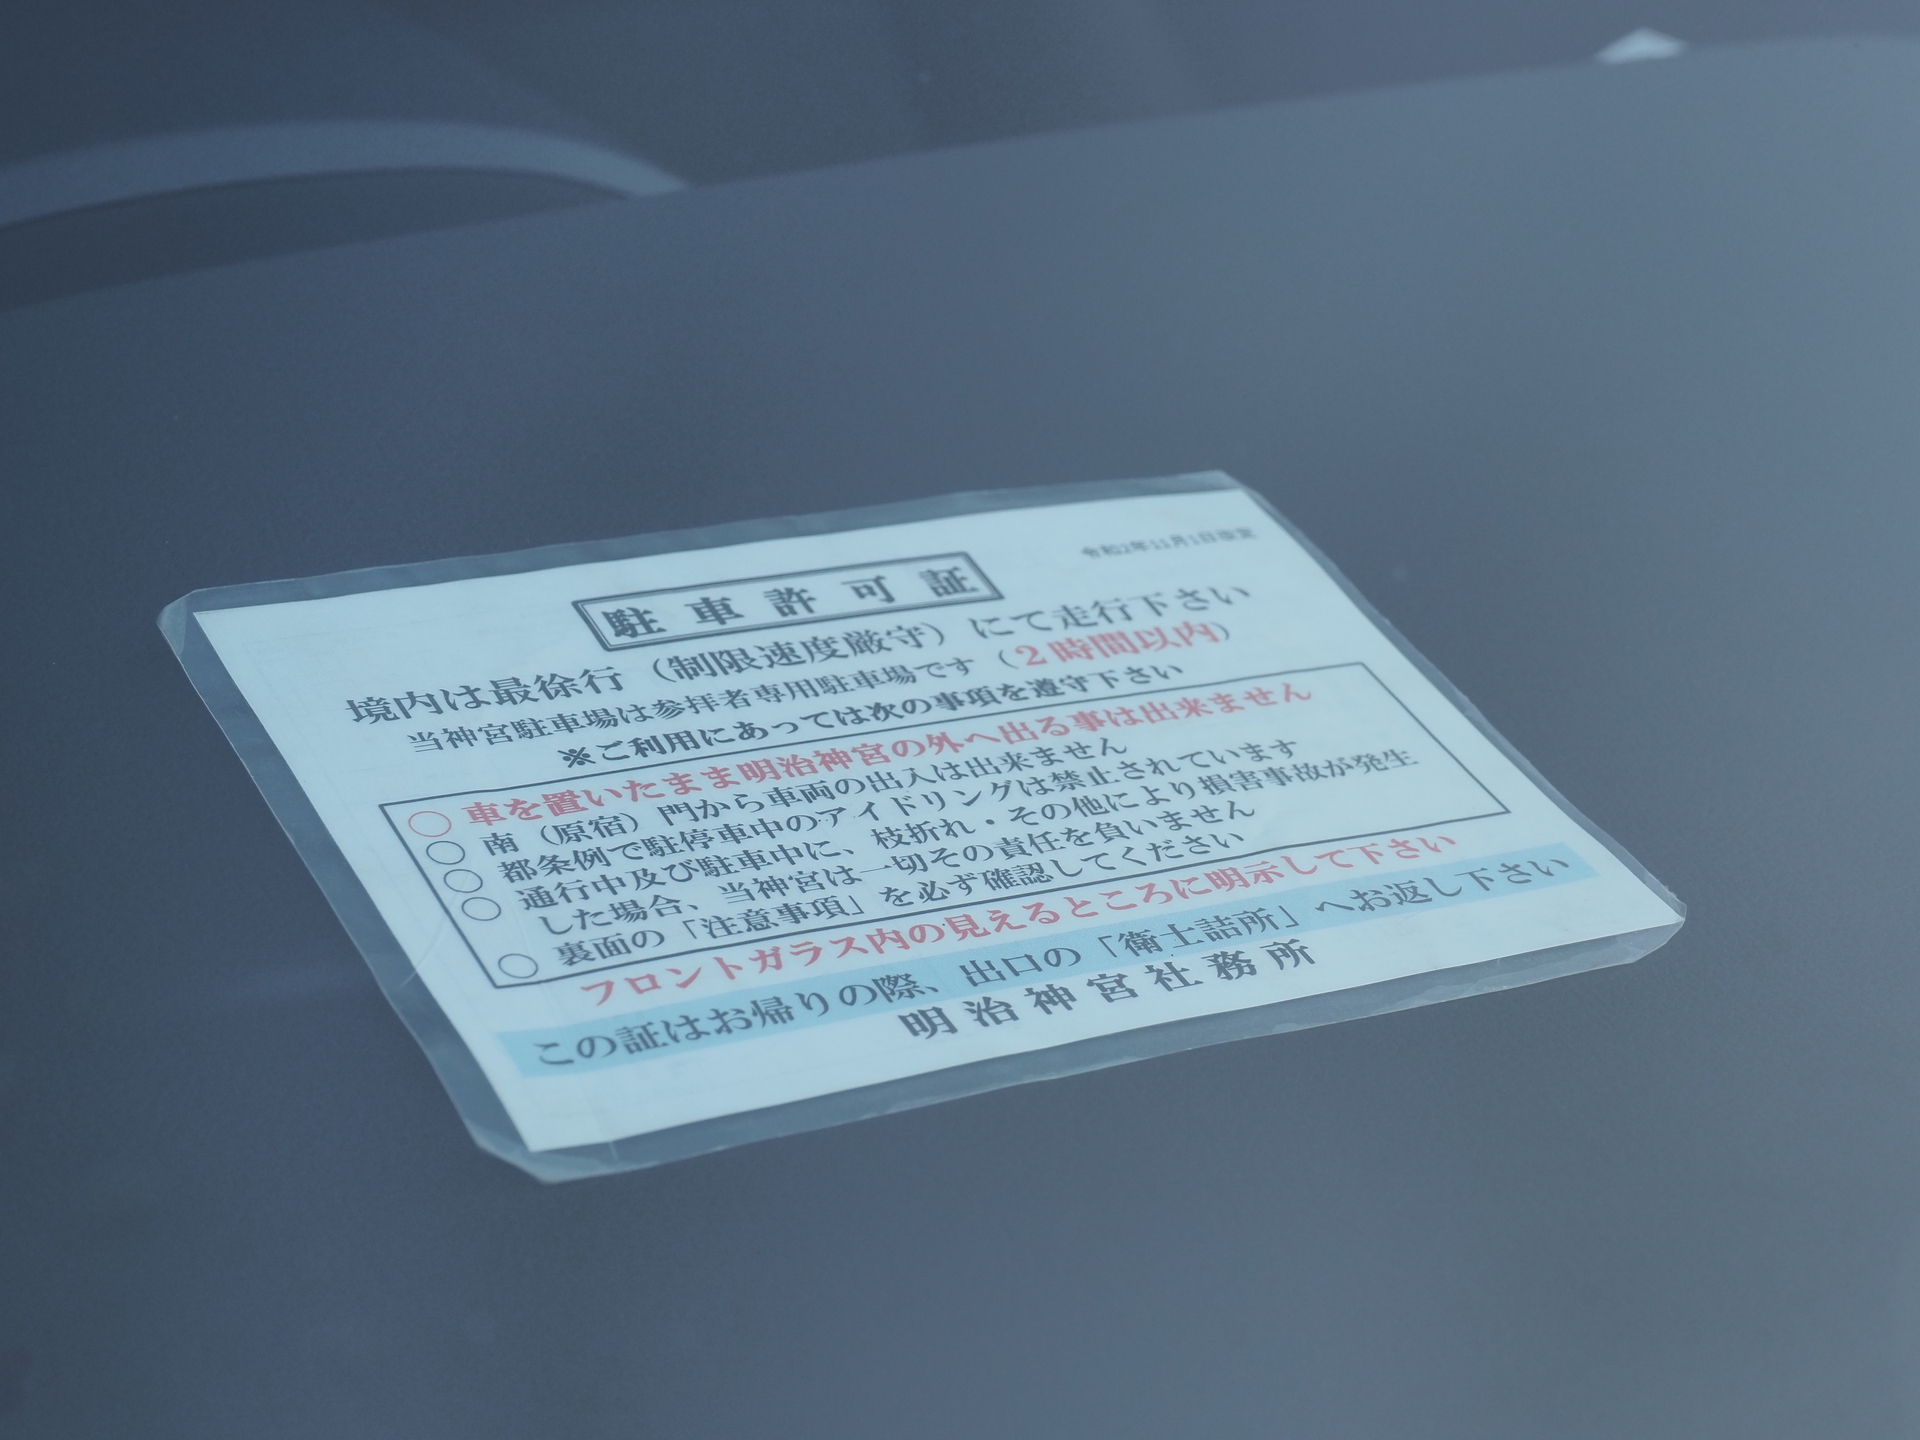 令和2年11月1日改定
駐車許可証
境内は最徐行（制限速度厳守）にて走行下さい
当神宮駐車場は参拝者専用駐車場です（２時間以内）
※ご利用にあっては次の事項を遵守下さい
○ 車を置いたまま明治神宮の外へ出る事は出来ません
○ 南（原宿）門から車両の出入は出来ません
○ 都条例で駐停車中のアイドリングは禁止されています
○ 通行中及び駐車中に、枝折れ・その他により損害事故が発生
した場合、当神宮は一切その責任を負いません
○ 裏面の「注意事項」を必ず確認してください
フロントガラス内の見えるところに明示して下さい
この証はお帰りの際、出口の「衛士詰所」へお返し下さい
明治神宮社務所